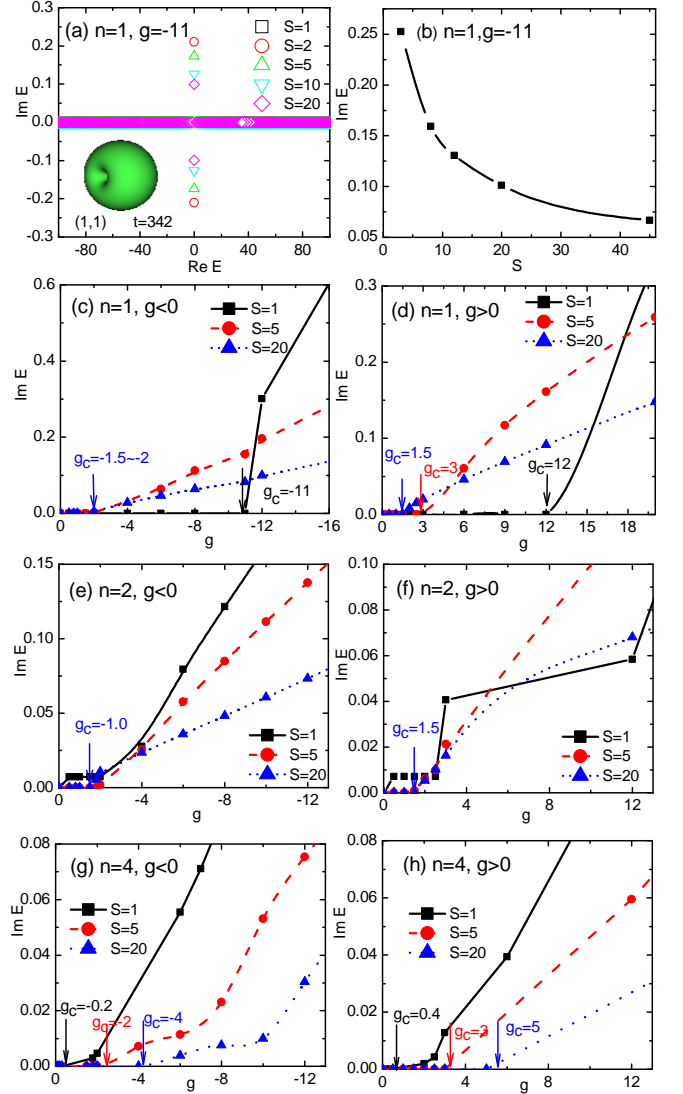 (a) n=1, g=-11
S=1
S=2
S=5
S=10
S=20
(1,1) t=342
0.3
0.2
0.1
0.0
-0.1
-0.2
-0.3
-80 -40 0 40 80
Re E
Im E
(b) n=1,g=-11
0.25
0.20
0.15
0.10
0.05
0 10 20 30 40
S
Im E
(c) n=1, g<0
S=1
S=5
S=20
g_c=-1.5~-2
g_c=-11
0.6
0.4
0.2
0.0
-4 -8 -12 -16
g
Im E
(d) n=1, g>0
S=1
S=5
S=20
g_c=1.5
g_c=3
g_c=12
0.3
0.2
0.1
0.0
0 3 6 9 12 15 18
g
Im E
(e) n=2, g<0
g_c=-1.0
S=1
S=5
S=20
0.15
0.10
0.05
0.00
-4 -8 -12
g
Im E
(f) n=2, g>0
g_c=1.5
S=1
S=5
S=20
0.10
0.08
0.06
0.04
0.02
0.00
0 4 8 12
g
Im E
(g) n=4, g<0
S=1
S=5
S=20
g_c=-0.2
g_c=-2
g_c=-4
0.08
0.06
0.04
0.02
0.00
-4 -8 -12
g
Im E
(h) n=4, g>0
S=1
S=5
S=20
g_c=0.4
g_c=3
g_c=5
0.08
0.06
0.04
0.02
0.00
0 4 8 12
g
Im E